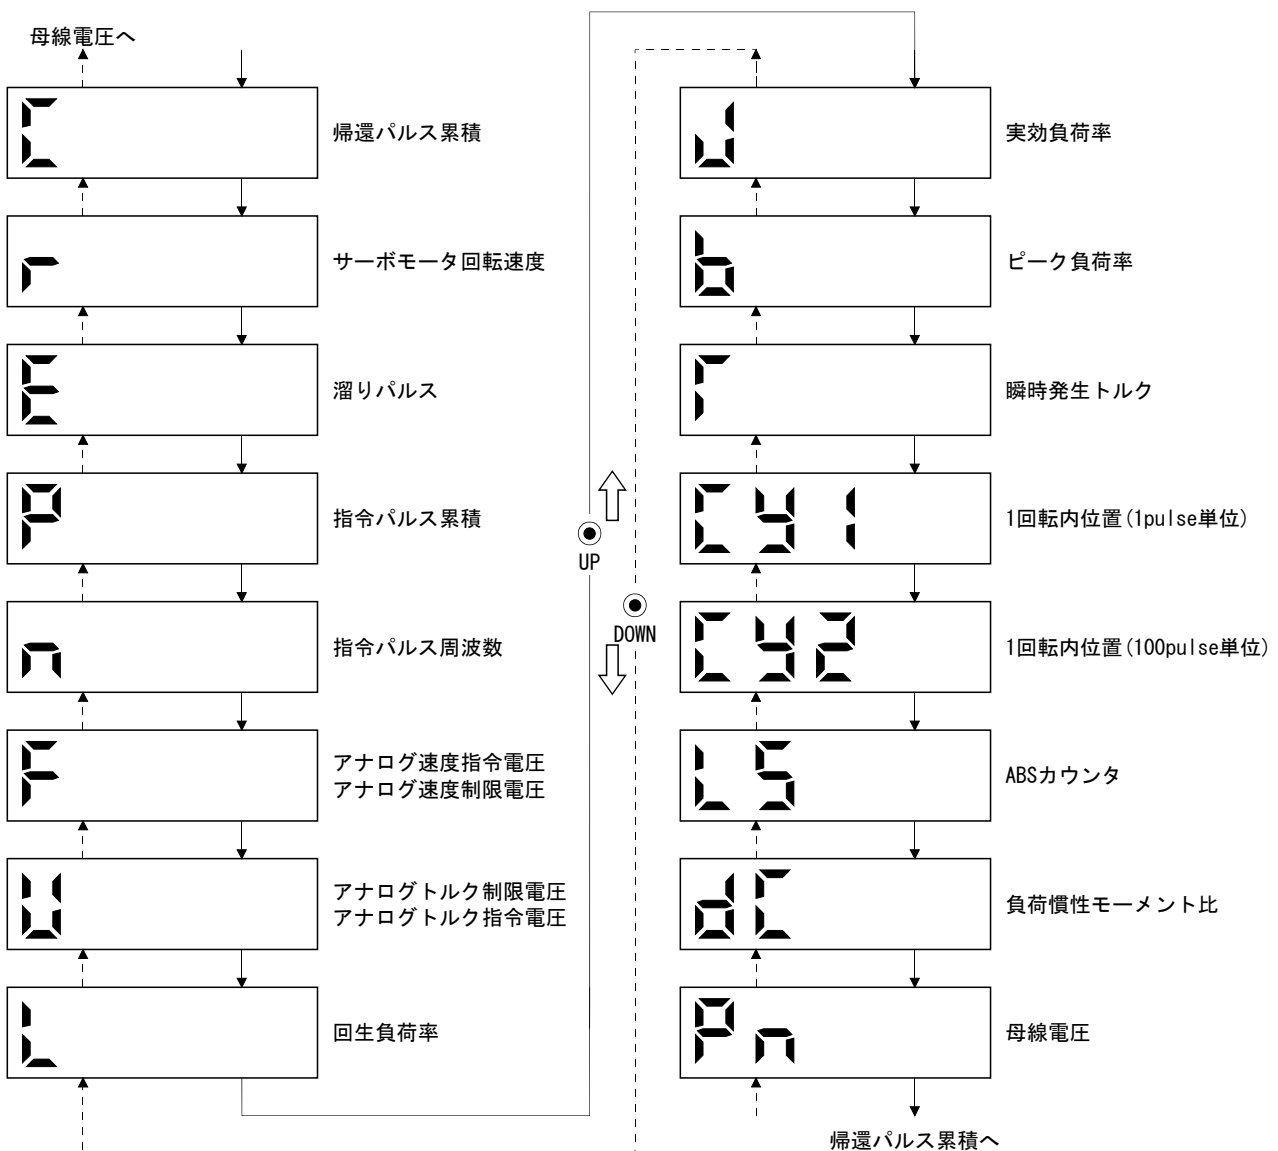 母線電圧へ
C 帰還パルス累積
r サーボモータ回転速度
E 溜りパルス
P 指令パルス累積
n 指令パルス周波数
F アナログ速度指令電圧
アナログ速度制限電圧
U アナログトルク制限電圧
アナログトルク指令電圧
L 回生負荷率
UP
DOWN
J 実効負荷率
b ピーク負荷率
T 瞬時発生トルク
Cy1 1回転内位置(1pulse単位)
Cy2 1回転内位置(100pulse単位)
LS ABSカウンタ
dC 負荷慣性モーメント比
Pn 母線電圧
帰還パルス累積へ